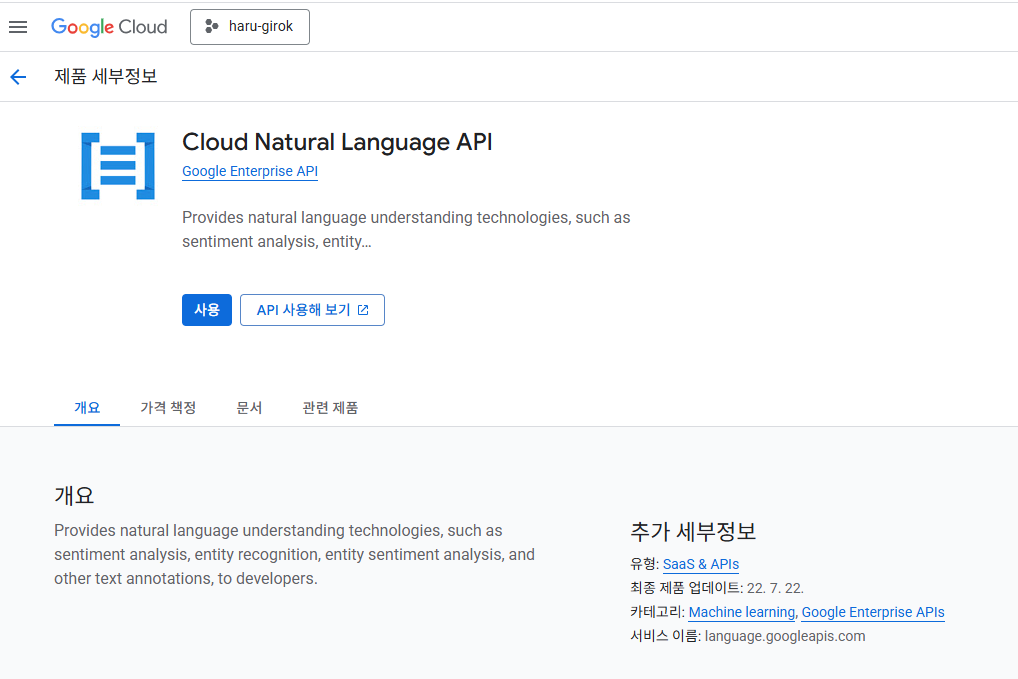 Google Cloud
haru-girok
제품 세부정보
Cloud Natural Language API
Google Enterprise API
Provides natural language understanding technologies, such as
sentiment analysis, entity…
사용
API 사용해 보기
개요
가격 책정
문서
관련 제품
개요
Provides natural language understanding technologies, such as
sentiment analysis, entity recognition, entity sentiment analysis, and
other text annotations, to developers.
추가 세부정보
유형: SaaS & APIs
최종 제품 업데이트: 22. 7. 22.
카테고리: Machine learning, Google Enterprise APIs
서비스 이름: language.googleapis.com